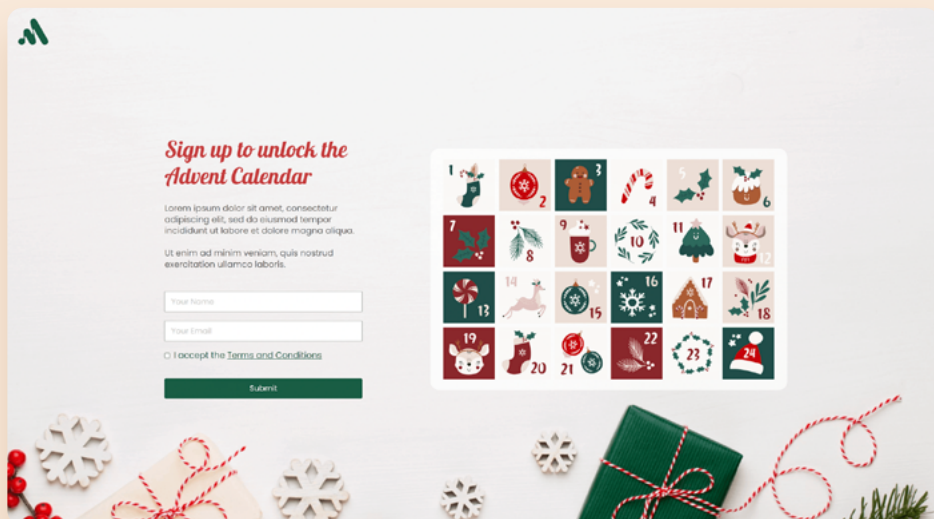 Sign up to unlock the
Advent Calendar
Lorem ipsum dolor sit amet, consectetur
adipiscing elit, sed do eiusmod tempor
incididunt ut labore et dolore magna aliqua.
Ut enim ad minim veniam, quis nostrud
exercitation ullamco laboris.
Your Name
Your Email
I accept the Terms and Conditions
Submit
1 2 3 4 5 6
7 8 9 10 11 12
13 14 15 16 17 18
19 20 21 22 23 24